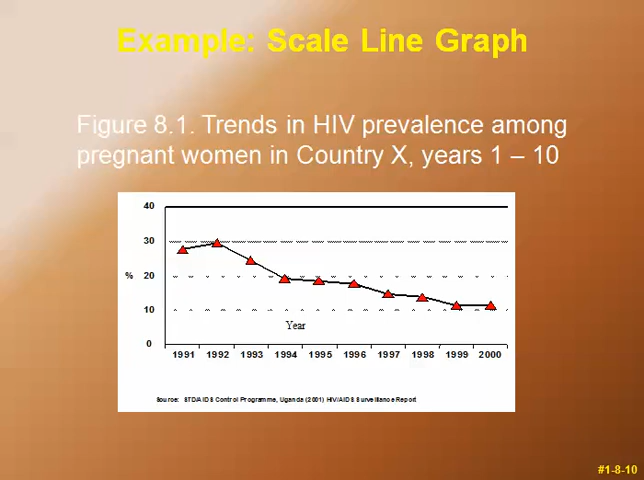 Example: Scale Line Graph
Figure 8.1. Trends in HIV prevalence among
pregnant women in Country X, years 1 – 10
40
30
%
20
10
Year
0
1991 1992 1993 1994 1995 1996 1997 1998 1999 2000
Source: STD/AIDS Control Programme, Uganda (2001) HIV/AIDS Surveillance Report
#1-8-10